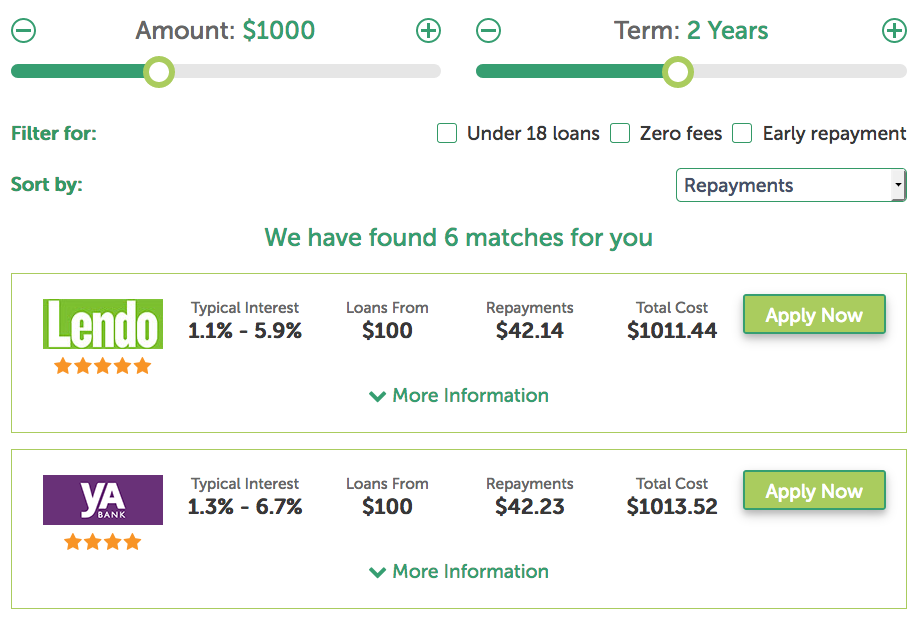 Amount: $1000
Term: 2 Years
Filter for:
Under 18 loans
Zero fees
Early repayment
Sort by:
Repayments
We have found 6 matches for you
Lendo
Typical Interest
1.1% - 5.9%
Loans From
$100
Repayments
$42.14
Total Cost
$1011.44
Apply Now
More Information
yA
BANK
Typical Interest
1.3% - 6.7%
Loans From
$100
Repayments
$42.23
Total Cost
$1013.52
Apply Now
More Information